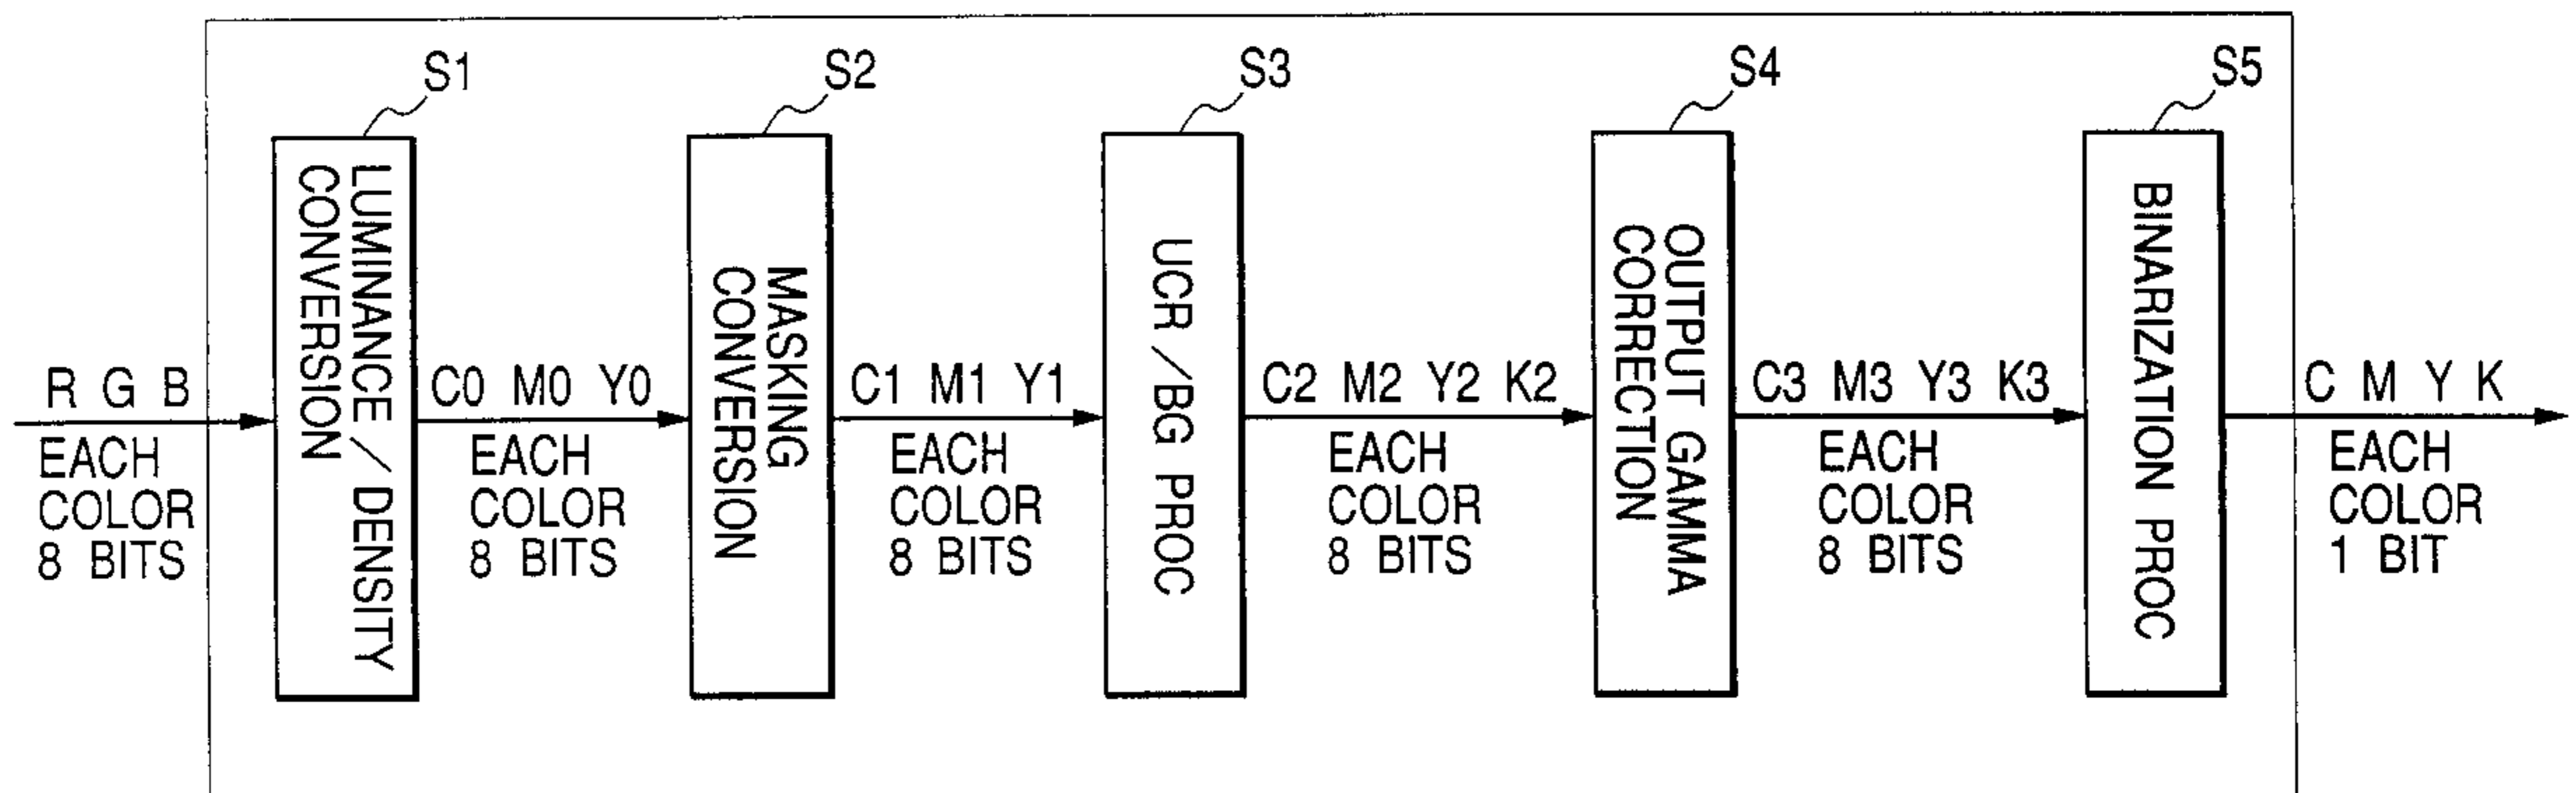 S1
S2
S3
S4
S5
R G B
EACH
COLOR
8 BITS
LUMINANCE / DENSITY
CONVERSION
C0 M0 Y0
EACH
COLOR
8 BITS
MASKING
CONVERSION
C1 M1 Y1
EACH
COLOR
8 BITS
UCR /BG PROC
C2 M2 Y2 K2
EACH
COLOR
8 BITS
OUTPUT GAMMA
CORRECTION
C3 M3 Y3 K3
EACH
COLOR
8 BITS
BINARIZATION PROC
C M Y K
EACH
COLOR
1 BIT